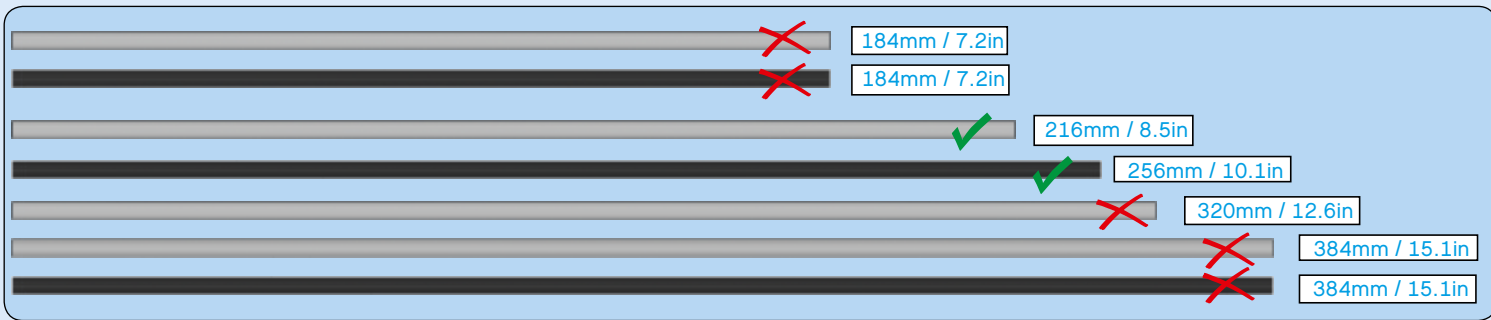 184mm / 7.2in
184mm / 7.2in
216mm / 8.5in
256mm / 10.1in
320mm / 12.6in
384mm / 15.1in
384mm / 15.1in